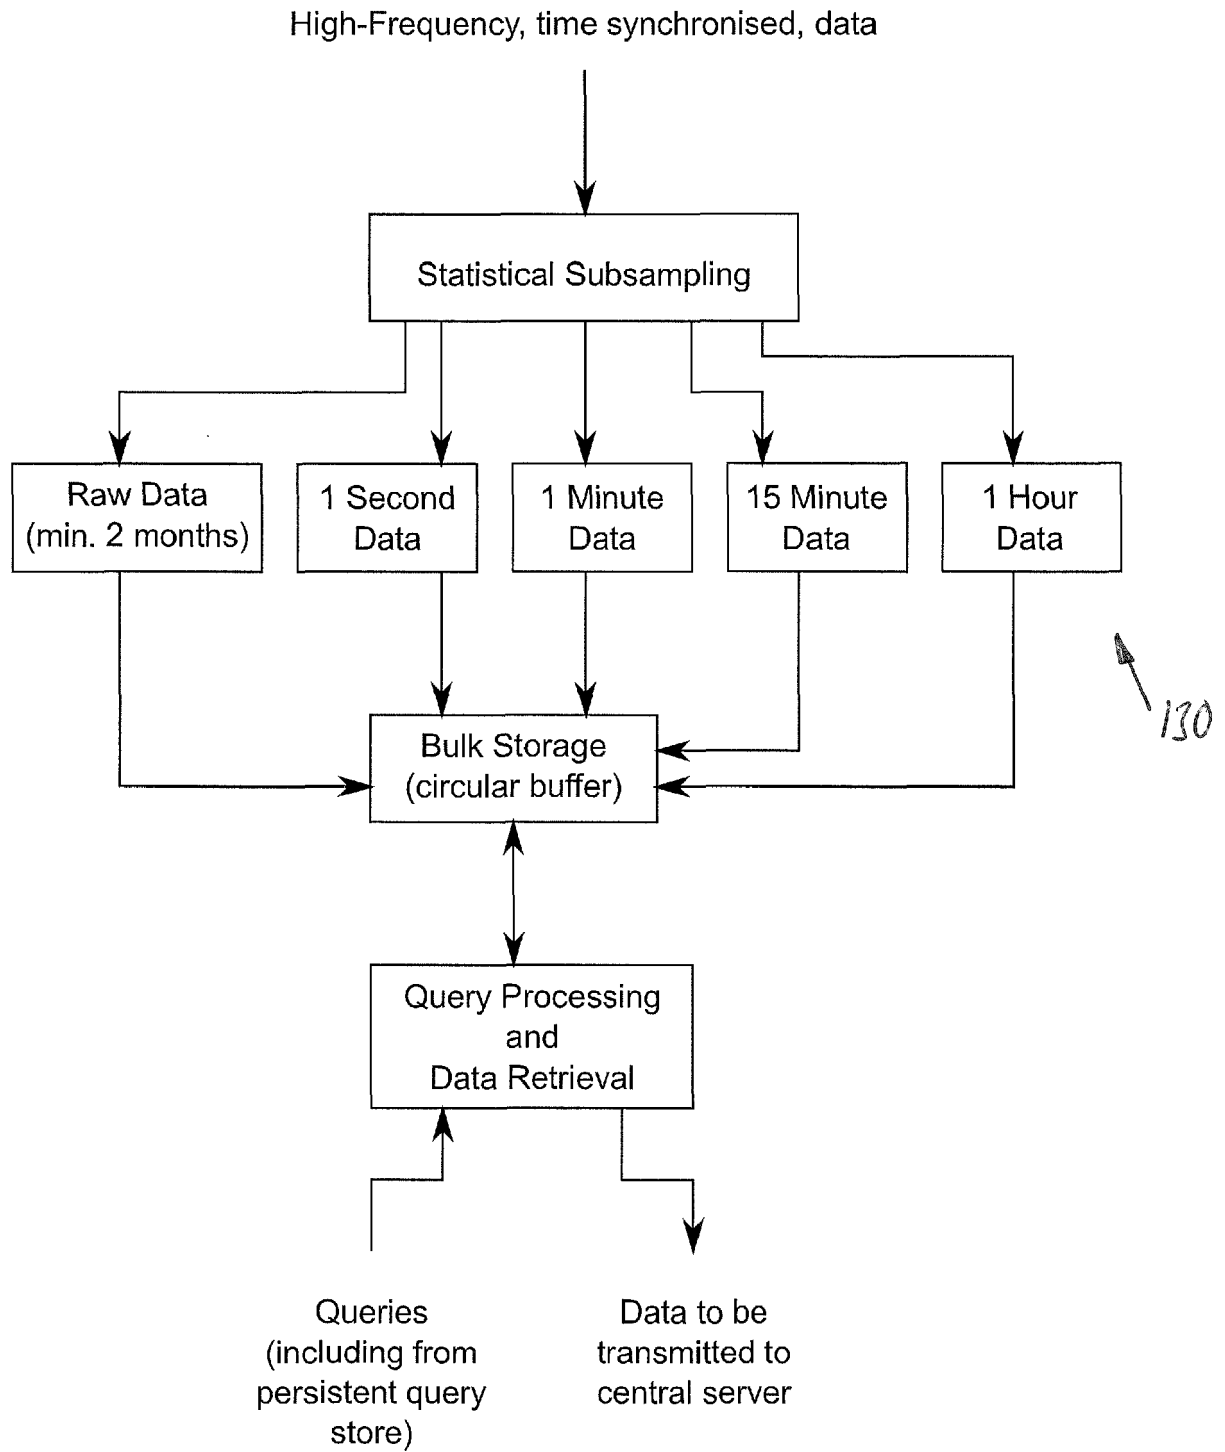 High-Frequency, time synchronised, data
Statistical Subsampling
Raw Data
(min. 2 months)
1 Second
Data
1 Minute
Data
15 Minute
Data
1 Hour
Data
130
Bulk Storage
(circular buffer)
Query Processing
and
Data Retrieval
Queries
(including from
persistent query
store)
Data to be
transmitted to
central server